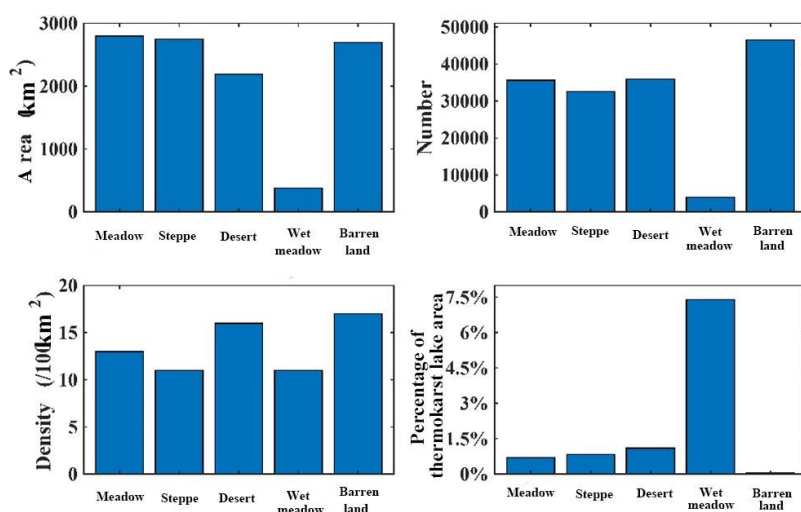 3000
2000
1000
0
A rea (km²)
Meadow Steppe Desert Wet meadow Barren land
50000
40000
30000
20000
10000
0
Number
Meadow Steppe Desert Wet meadow Barren land
20
15
10
5
0
Density (/100km²)
Meadow Steppe Desert Wet meadow Barren land
7.5%
6%
4.5%
3%
1.5%
0%
Percentage of
thermokarst lake area
Meadow Steppe Desert Wet meadow Barren land